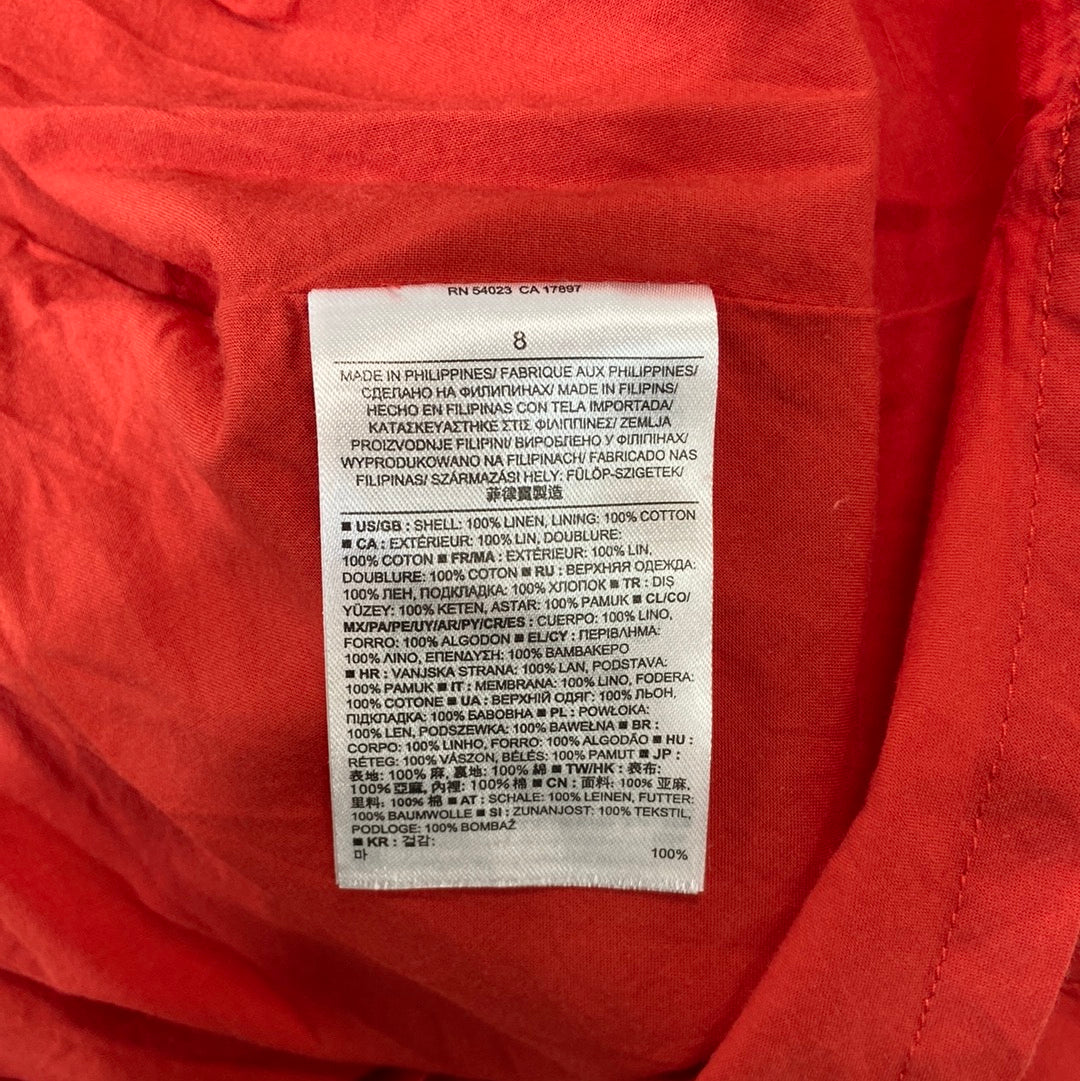 RN 54023 CA 17897
8
MADE IN PHILIPPINES/ FABRIQUE AUX PHILIPPINES/
СДЕЛАНО НА ФИЛИПИНАХ/ MADE IN FILIPINS/
HECHO EN FILIPINAS CON TELA IMPORTADA/
ΚΑΤΑΣΚΕΥΑΣΤΗΚΕ ΣΤΙΣ ΦΙΛΙΠΠΙΝΕΣ/ ZEMLJA
PROIZVODNJE FILIPINI/ ВИРОБЛЕНО У ФІЛІПІНАХ/
WYPRODUKOWANO NA FILIPINACH/ FABRICADO NAS
FILIPINAS/ SZÁRMAZÁSI HELY: FÜLÖP-SZIGETEK/
菲律賓製造
■ US/GB : SHELL: 100% LINEN, LINING: 100% COTTON
■ CA : EXTÉRIEUR: 100% LIN, DOUBLURE:
100% COTON ■ FR/MA : EXTÉRIEUR: 100% LIN,
DOUBLURE: 100% COTON ■ RU : ВЕРХНЯЯ ОДЕЖДА:
100% ЛЕН, ПОДКЛАДКА: 100% ХЛОПОК ■ TR : DIŞ
YÜZEY: 100% KETEN, ASTAR: 100% PAMUK ■ CL/CO/
MX/PA/PE/UY/AR/PY/CR/ES : CUERPO: 100% LINO,
FORRO: 100% ALGODON ■ EL/CY : ΠΕΡΙΒΛΗΜΑ:
100% ΛΙΝΟ, ΕΠΕΝΔΥΣΗ: 100% ΒΑΜΒΑΚΕΡΟ
■ HR : VANJSKA STRANA: 100% LAN, PODSTAVA:
100% PAMUK ■ IT : MEMBRANA: 100% LINO, FODERA:
100% COTONE ■ UA : ВЕРХНІЙ ОДЯГ: 100% ЛЬОН,
ПІДКЛАДКА: 100% БАВОВНА ■ PL : POWŁOKA:
100% LEN, PODSZEWKA: 100% BAWEŁNA ■ BR :
CORPO: 100% LINHO, FORRO: 100% ALGODÃO ■ HU :
RÉTEG: 100% VÁSZON, BÉLÉS: 100% PAMUT ■ JP :
表地: 100% 麻, 裏地: 100% 綿 ■ TW/HK : 表布:
100% 亞麻, 內裡: 100% 棉 ■ CN : 面料: 100% 亚麻,
里料: 100% 棉 ■ AT : SCHALE: 100% LEINEN, FUTTER:
100% BAUMWOLLE ■ SI : ZUNANJOST: 100% TEKSTIL,
PODLOGE: 100% BOMBAŽ
■ KR : 겉감:
마 100%